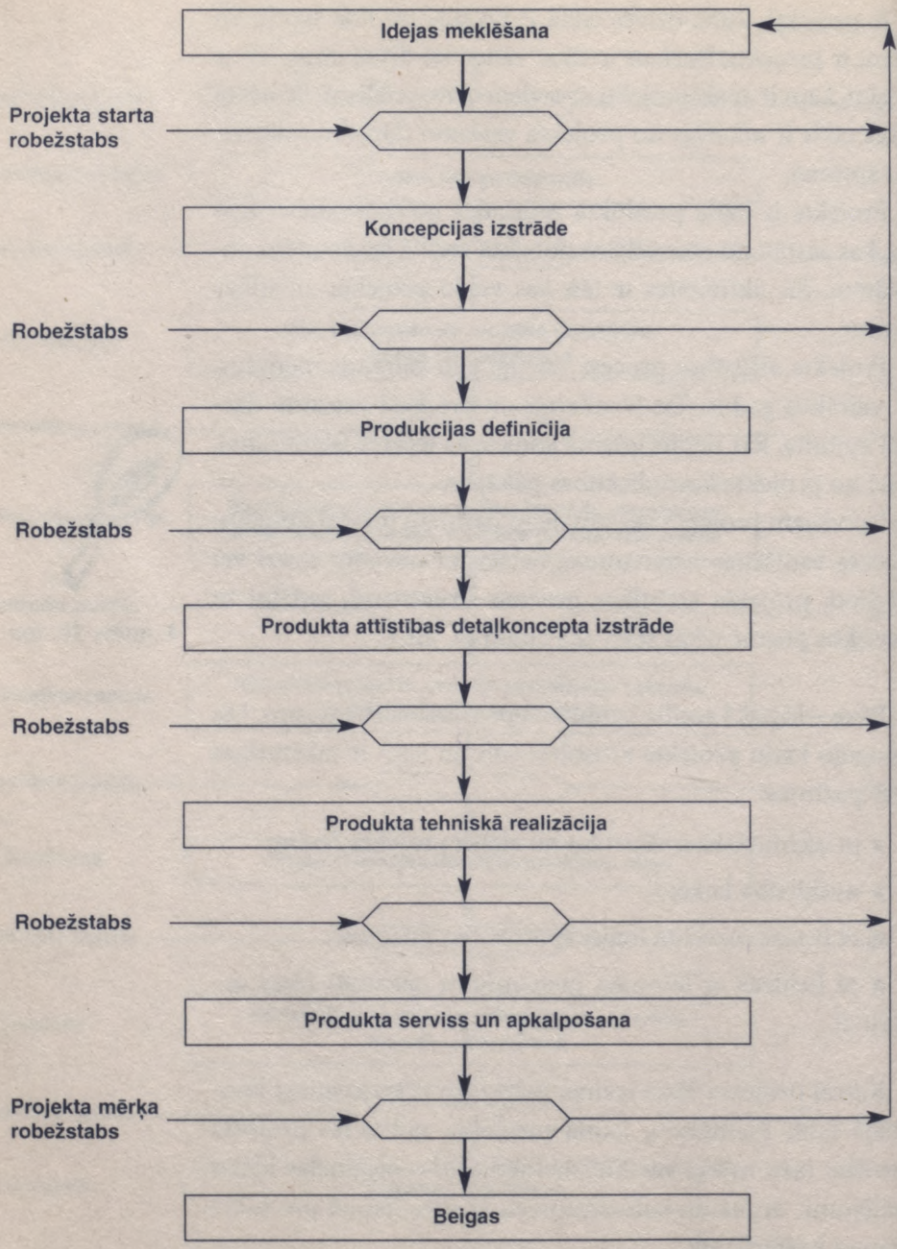 Idejas meklēšana
Projekta starta
robežstabs
Koncepcijas izstrāde
Robežstabs
Produkcijas definīcija
Robežstabs
Produkta attīstības detaļkoncepta izstrāde
Robežstabs
Produkta tehniskā realizācija
Robežstabs
Produkta serviss un apkalpošana
Projekta mērķa
robežstabs
Beigas